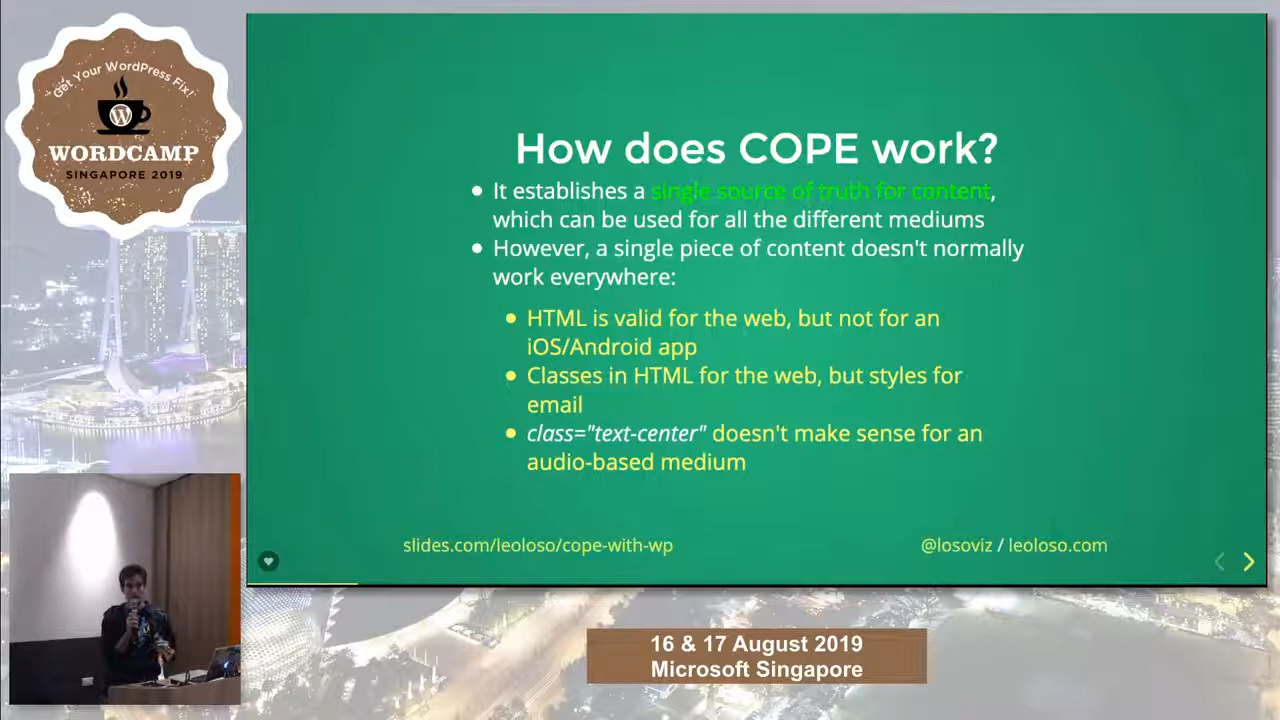 Get Your WordPress Fix!
WORDCAMP
SINGAPORE 2019
How does COPE work?
It establishes a single source of truth for content,
which can be used for all the different mediums
However, a single piece of content doesn't normally
work everywhere:
HTML is valid for the web, but not for an
iOS/Android app
Classes in HTML for the web, but styles for
email
class="text-center" doesn't make sense for an
audio-based medium
slides.com/leoloso/cope-with-wp
@losoviz / leoloso.com
16 & 17 August 2019
Microsoft Singapore